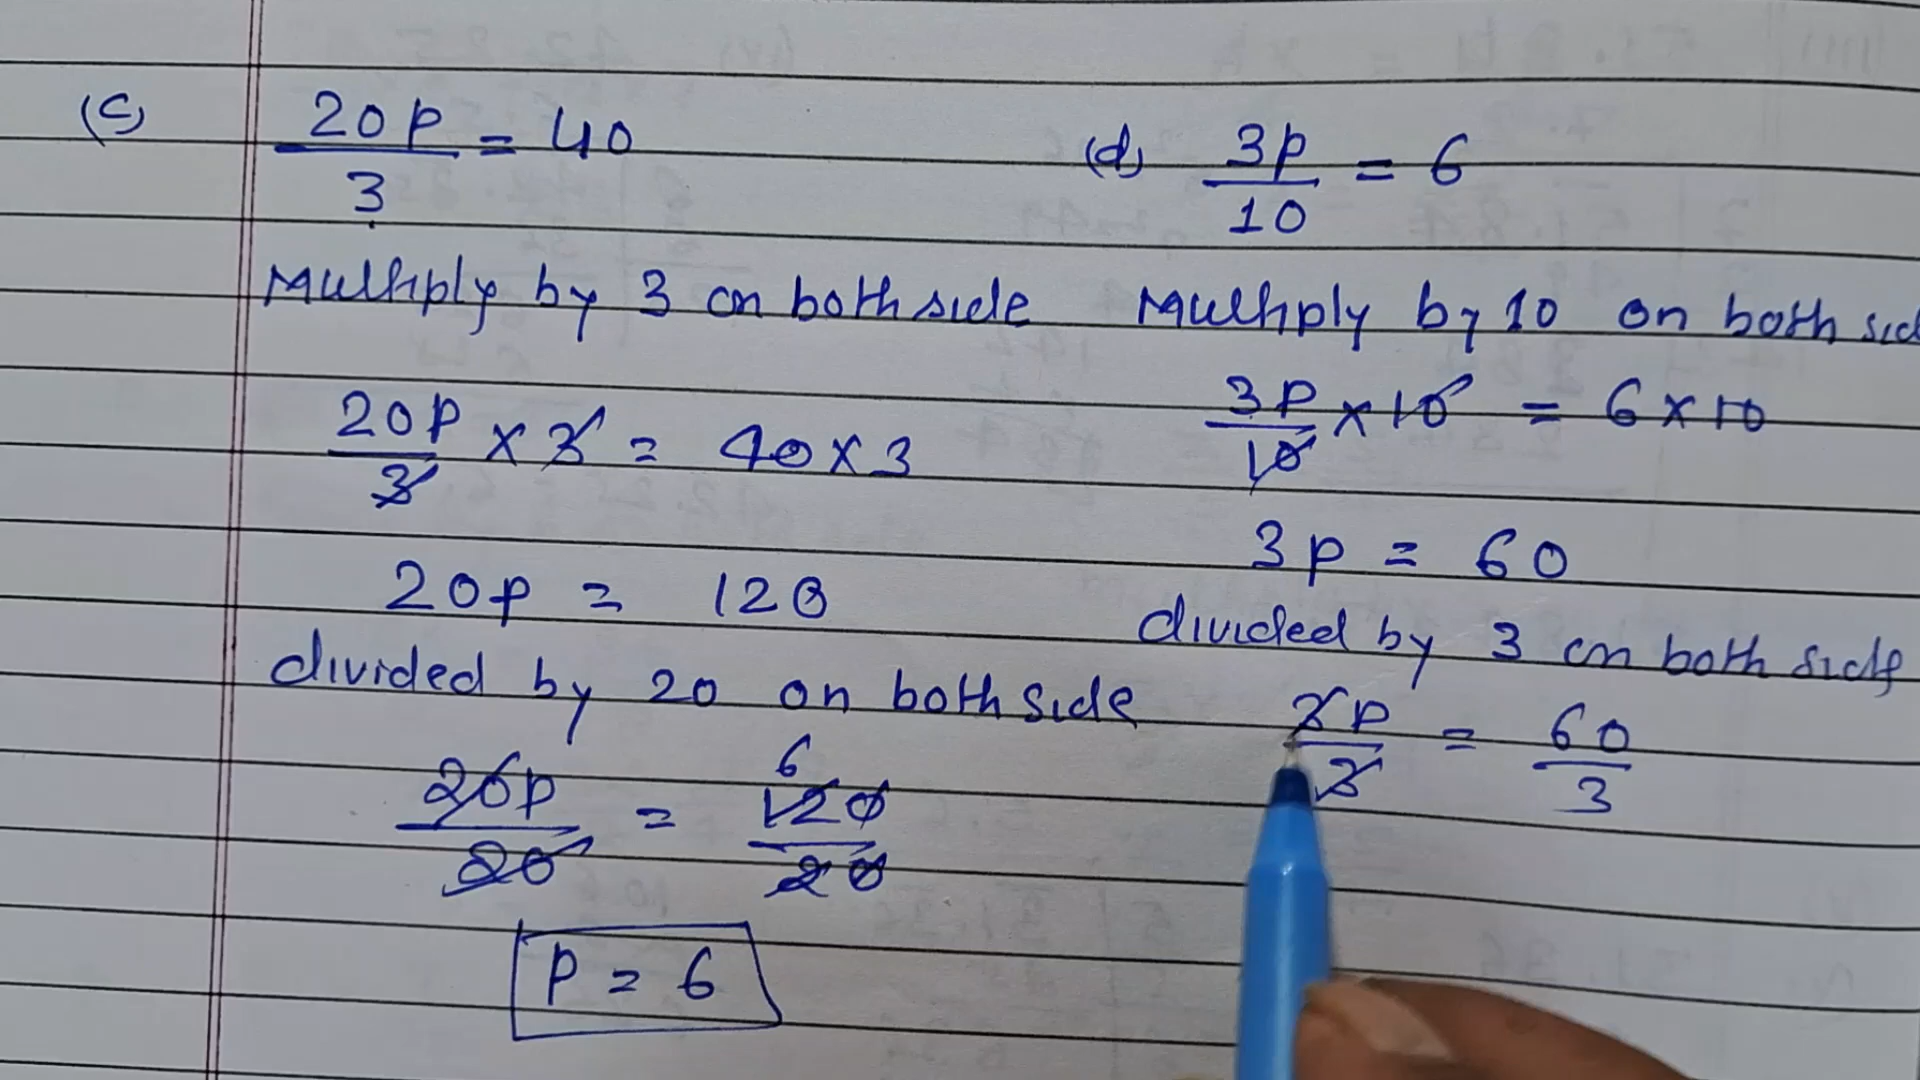 (c) 20p/3 = 40
Multiply by 3 on both side
20p/3 × 3 = 40 × 3
20p = 120
divided by 20 on both side
6
20p/20 = 120/20
p = 6
(d) 3p/10 = 6
Multiply by 10 on both sid
3p/10 × 10 = 6 × 10
3p = 60
divided by 3 on both side
3p/3 = 60/3